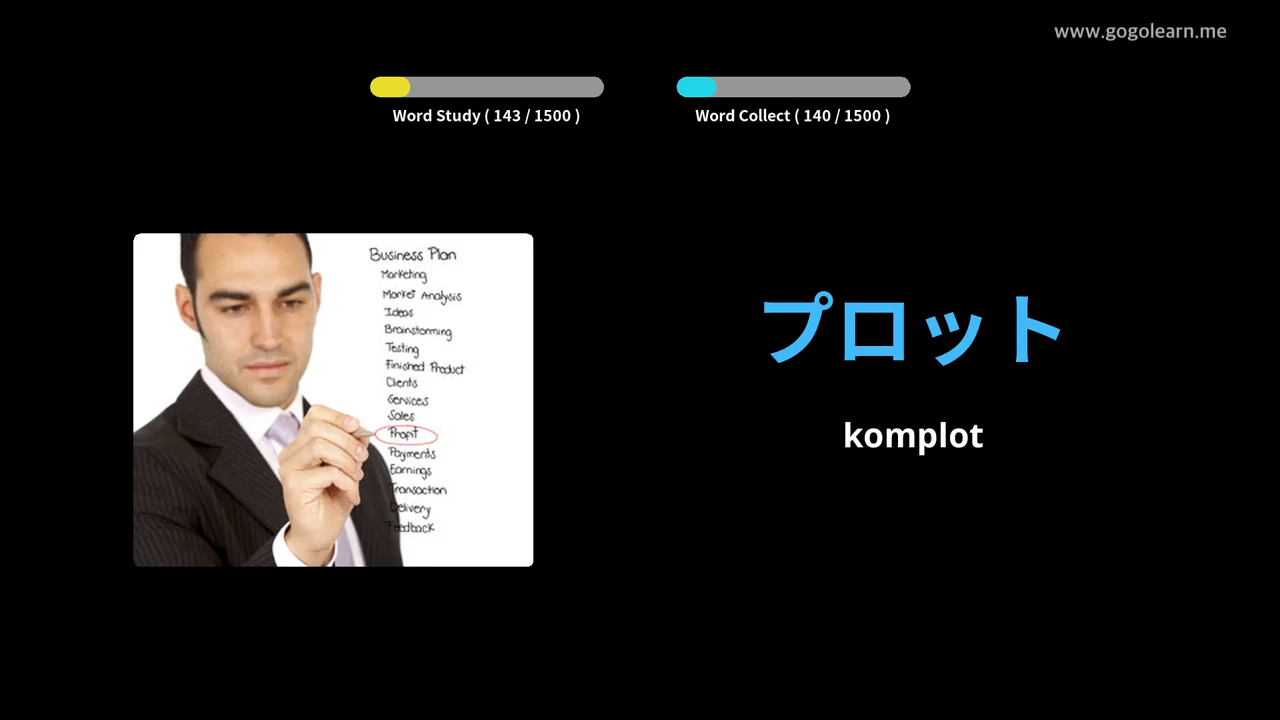 www.gogolearn.me
Word Study ( 143 / 1500 )
Word Collect ( 140 / 1500 )
Business Plan
Marketing
Market Analysis
Ideas
Brainstorming
Testing
Finished Product
Clients
Services
Sales
Profit
Payments
Earnings
Transaction
Delivery
Feedback
プロット
komplot